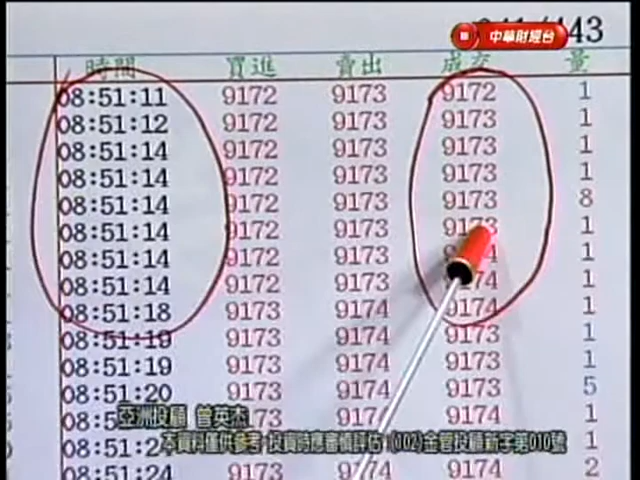 中華財經台
443
時間 買進 賣出 成交 量
08:51:11 9172 9173 9172 1
08:51:12 9172 9173 9173 1
08:51:14 9172 9173 9173 1
08:51:14 9172 9173 9173 1
08:51:14 9172 9173 9173 8
08:51:14 9172 9173 9173 1
08:51:14 9172 9173 1
08:51:14 9172 9173 9174 1
08:51:18 9173 9174 9174 1
08:51:19 9173 9174 9173 1
08:51:19 9173 9174 9173 1
08:51:20 9173 9174 9173 5
9173 9174 9174 1
9173 9174 1
08:51:24 9173 9174 9174 2
亞洲投顧 曾英杰
本資料僅供參考,投資時應審慎評估!(102)金管投顧新字第010號